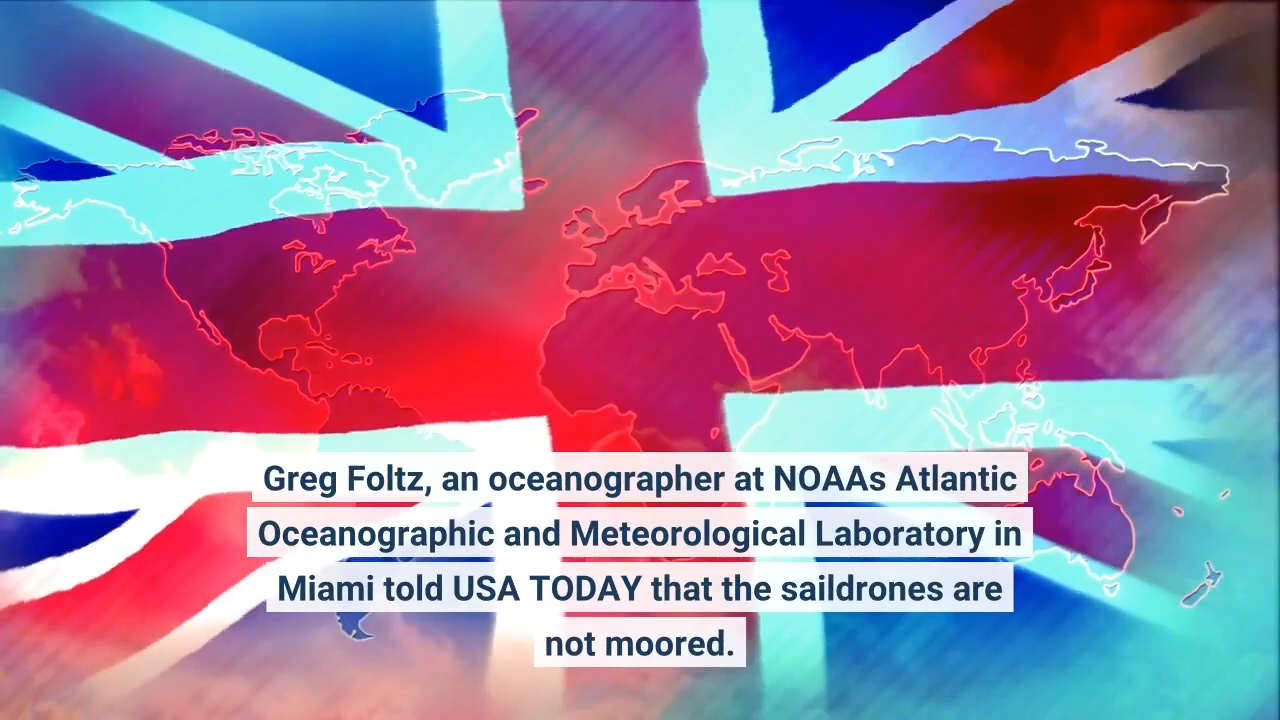 Greg Foltz, an oceanographer at NOAAs Atlantic
Oceanographic and Meteorological Laboratory in
Miami told USA TODAY that the saildrones are
not moored.